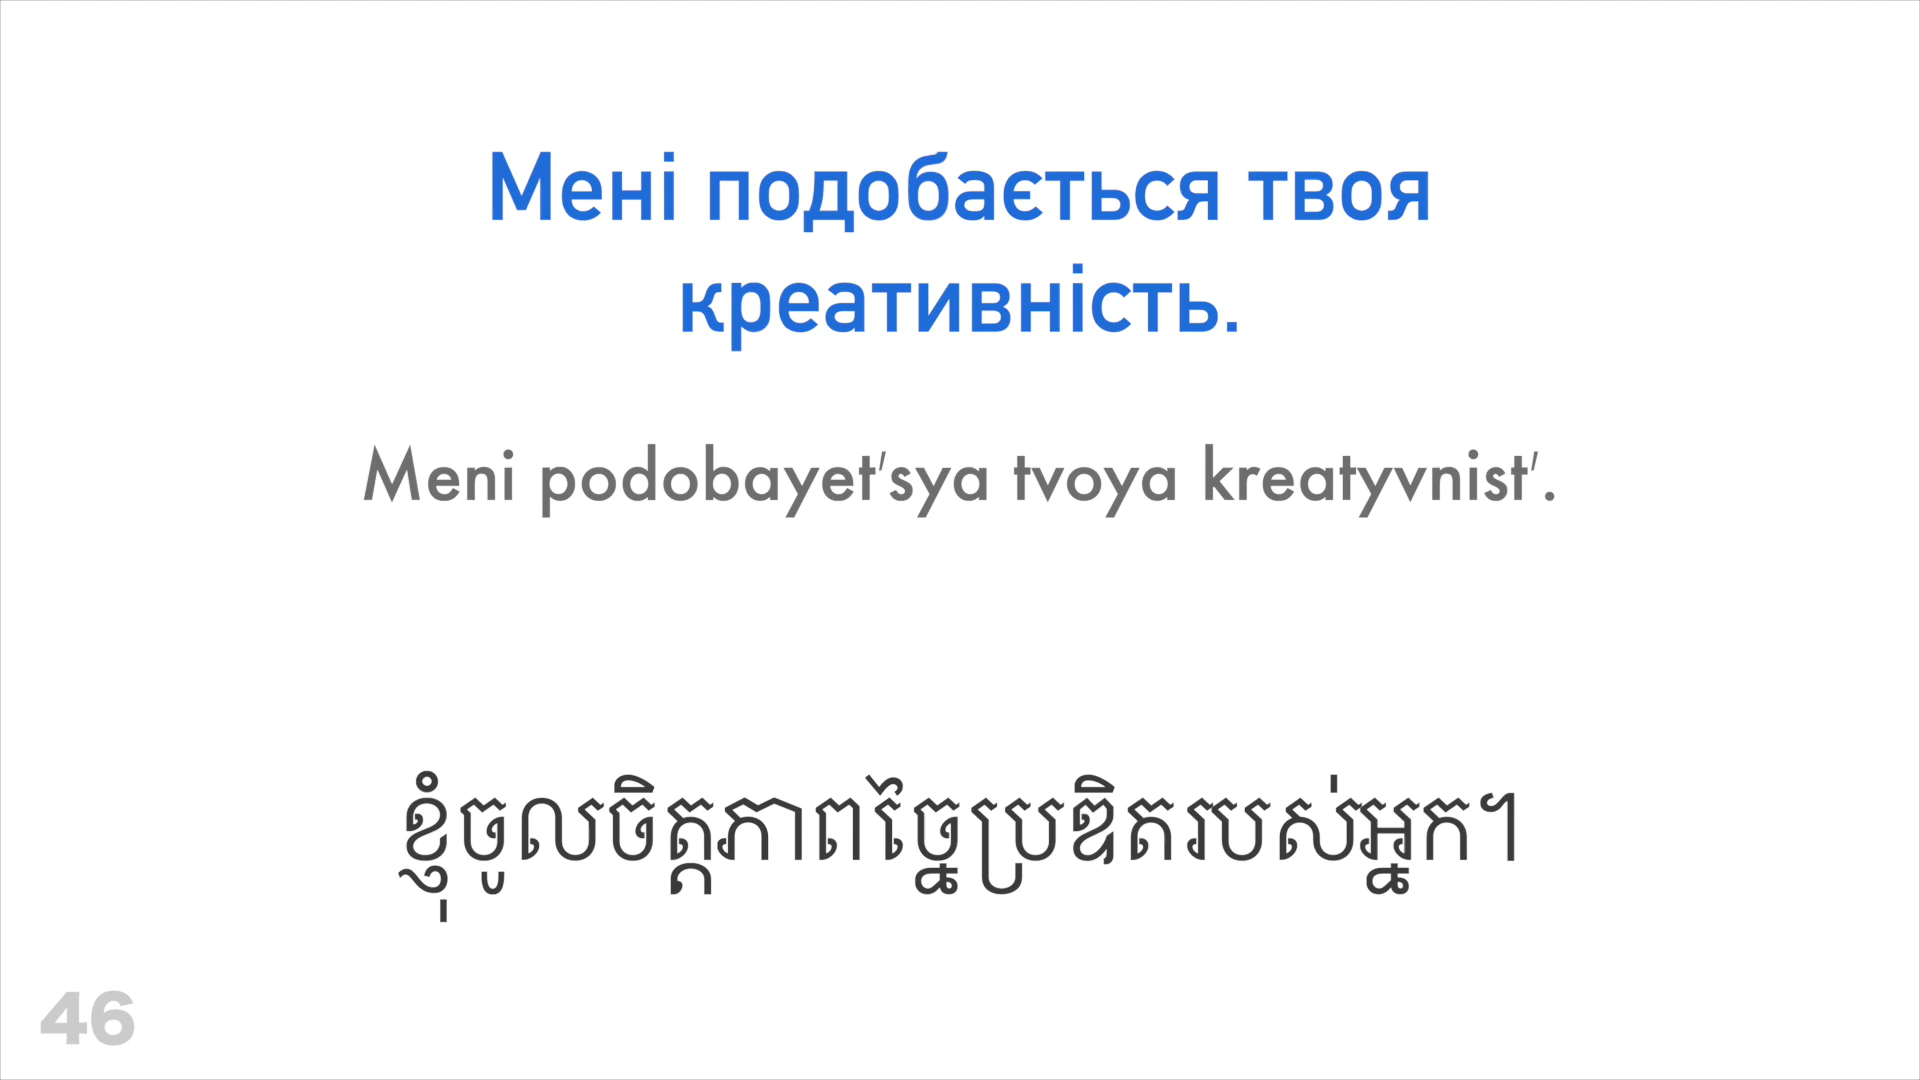 Мені подобається твоя
креативність.
Meni podobayet'sya tvoya kreatyvnist'.
ខ្ញុំចូលចិត្តភាពច្នៃប្រឌិតរបស់អ្នក។
46